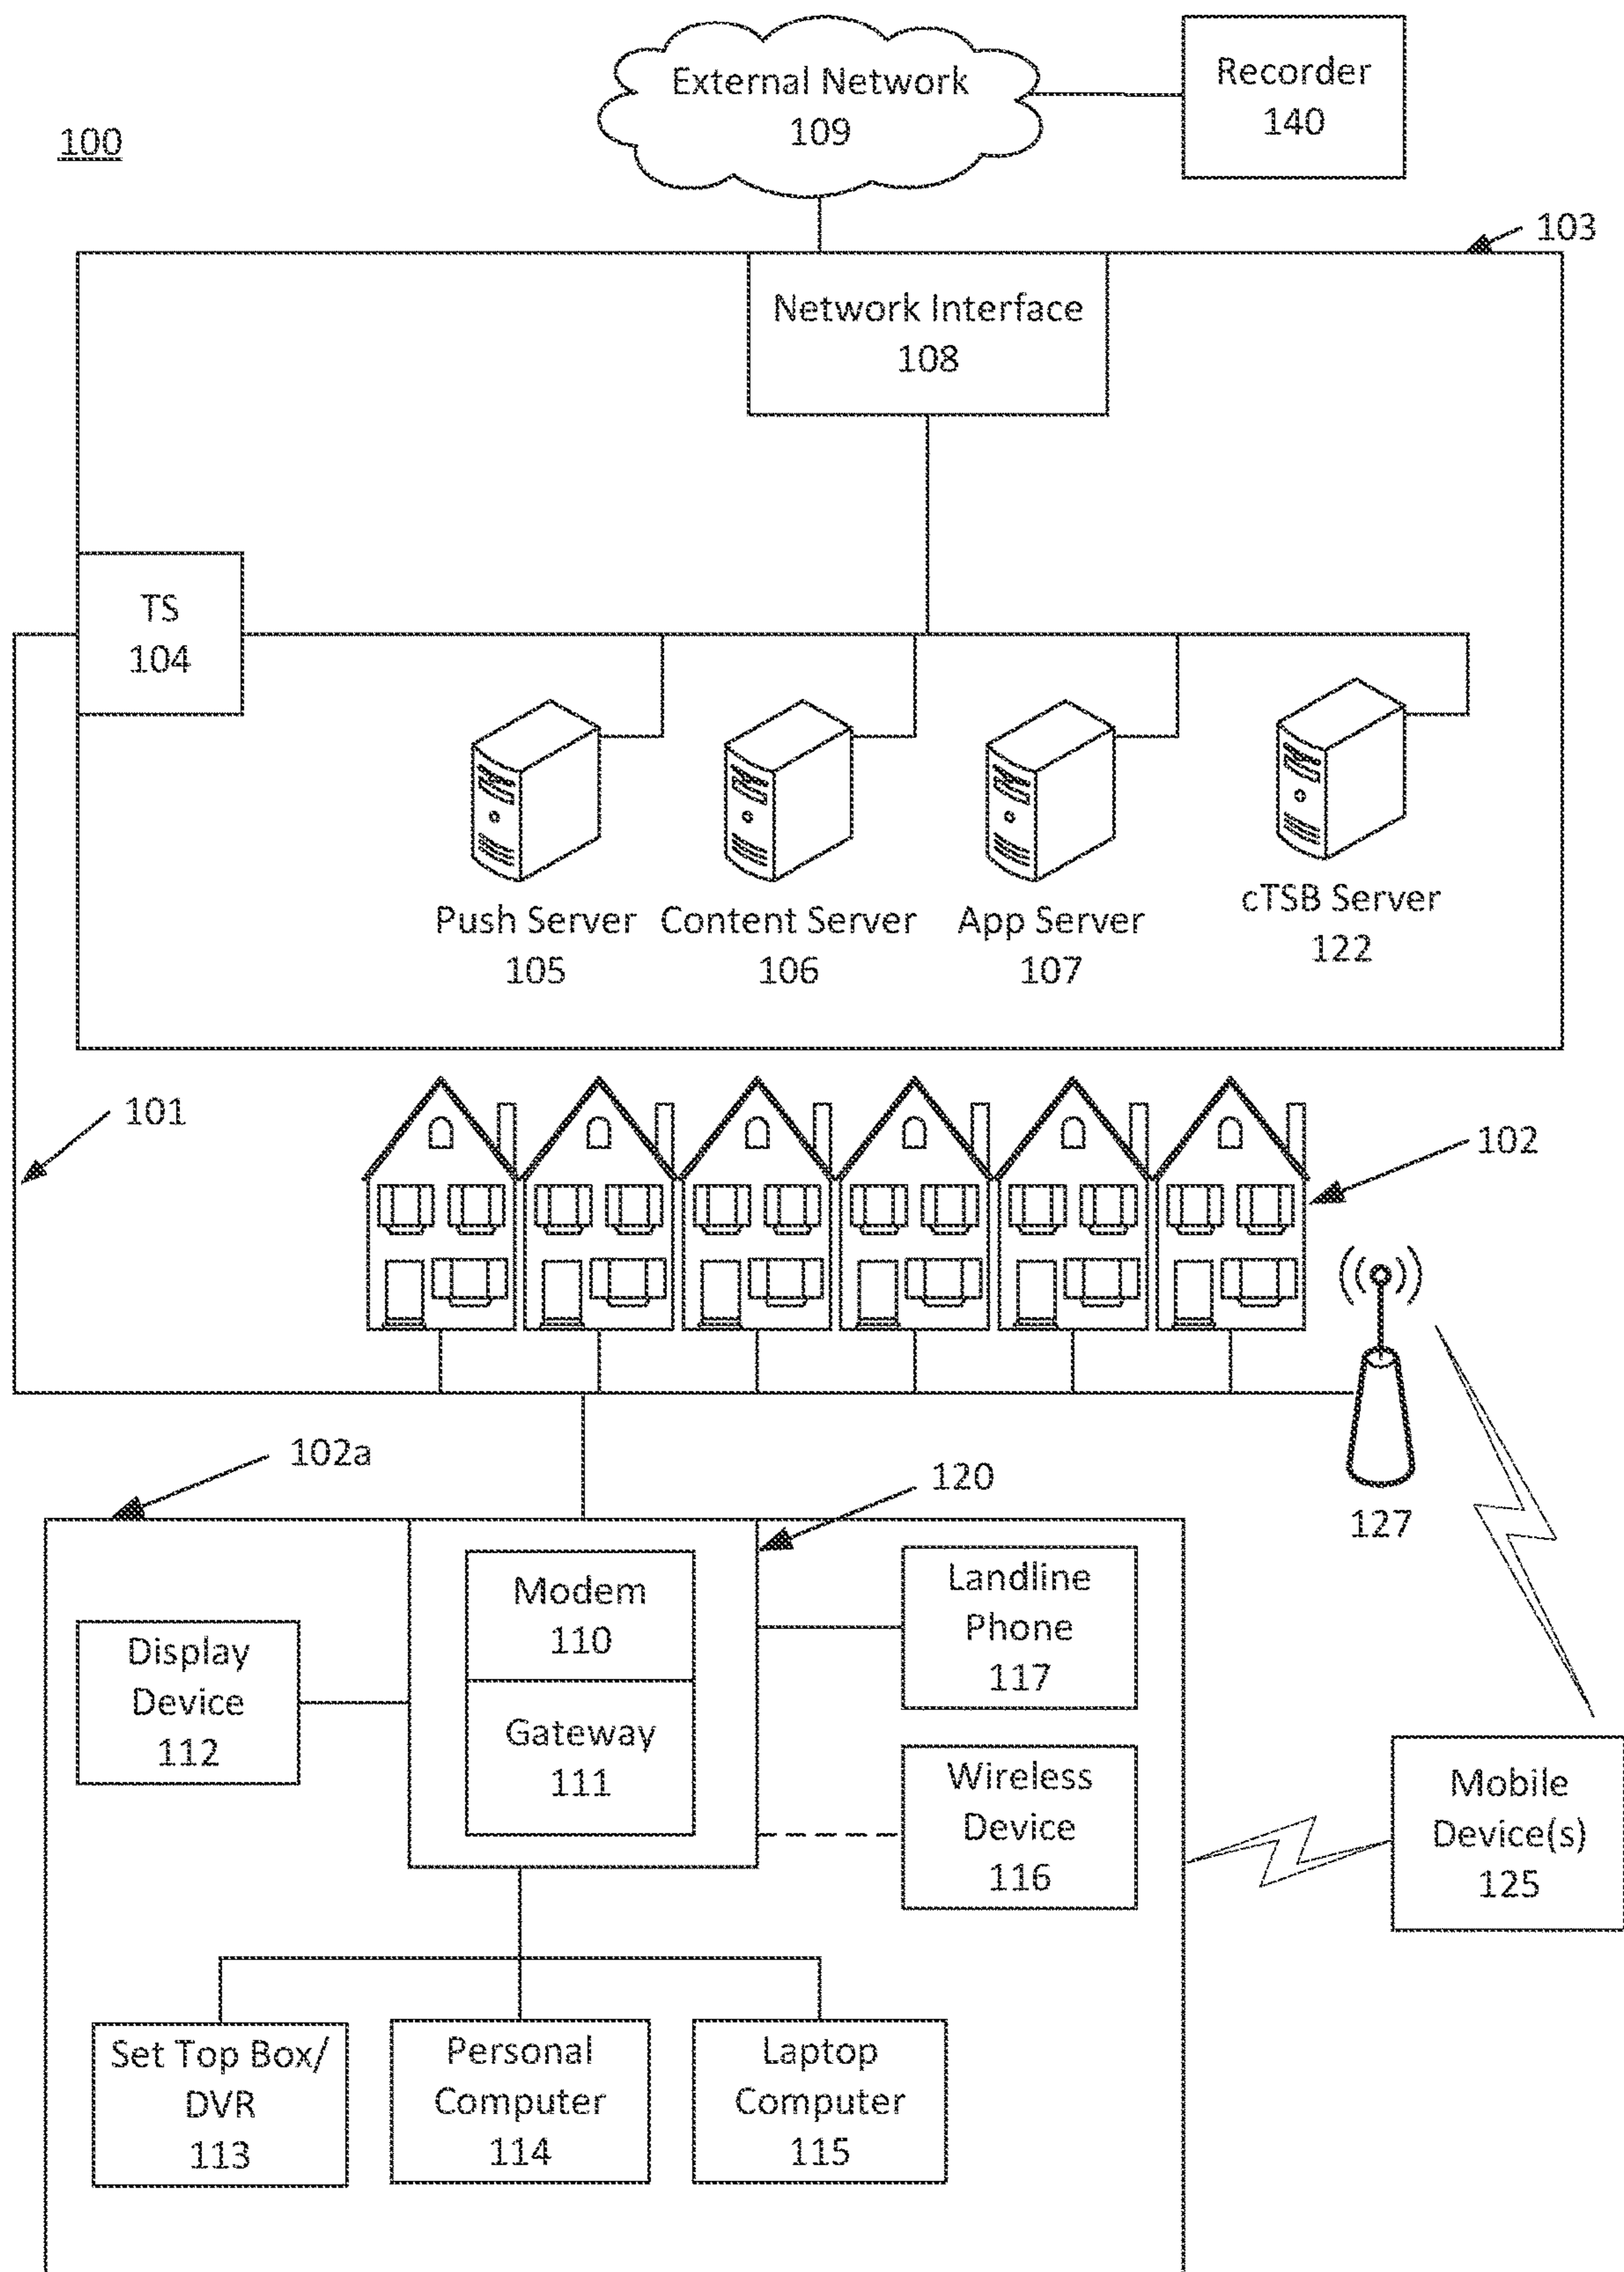 External Network
109
Recorder
140
100
103
Network Interface
108
TS
104
Push Server
105
Content Server
106
App Server
107
cTSB Server
122
101
102
127
102a
120
Modem
110
Gateway
111
Display
Device
112
Landline
Phone
117
Wireless
Device
116
Mobile
Device(s)
125
Set Top Box/
DVR
113
Personal
Computer
114
Laptop
Computer
115